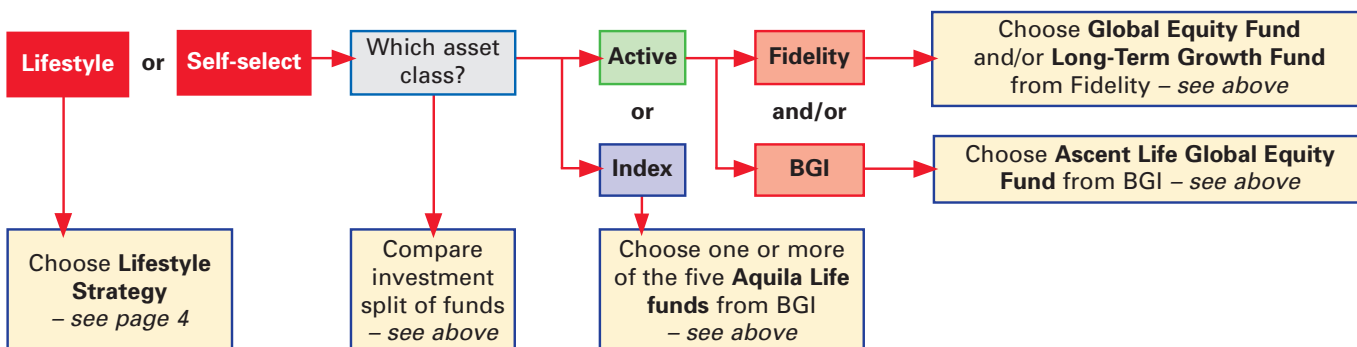 Lifestyle
or
Self-select
Which asset
class?
Active
or
Index
Fidelity
and/or
BGI
Choose Global Equity Fund
and/or Long-Term Growth Fund
from Fidelity – see above
Choose Ascent Life Global Equity
Fund from BGI – see above
Choose Lifestyle
Strategy
– see page 4
Compare
investment
split of funds
– see above
Choose one or more
of the five Aquila Life
funds from BGI
– see above